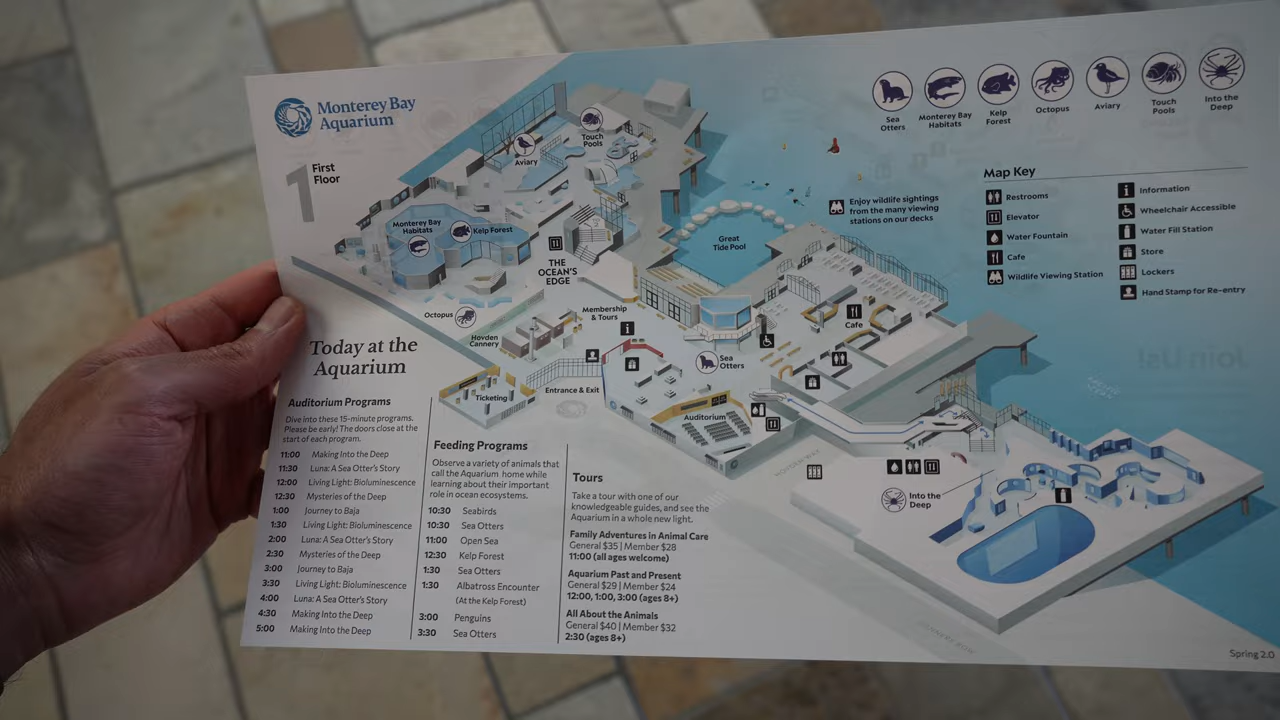 Monterey Bay
Aquarium
1
First
Floor
Aviary
Touch
Pools
Monterey Bay
Habitats
Kelp Forest
THE
OCEAN'S
EDGE
Octopus
Hovden
Cannery
Membership
& Tours
Ticketing
Entrance & Exit
Sea
Otters
Auditorium
Cafe
Great
Tide Pool
HOVDEN WAY
Into the
Deep
Enjoy wildlife sightings
from the many viewing
stations on our decks
Sea
Otters
Monterey Bay
Habitats
Kelp
Forest
Octopus
Aviary
Touch
Pools
Into the
Deep
Map Key
Restrooms
Elevator
Water Fountain
Cafe
Wildlife Viewing Station
Information
Wheelchair Accessible
Water Fill Station
Store
Lockers
Hand Stamp for Re-entry
Today at the
Aquarium
Auditorium Programs
Dive into these 15-minute programs.
Please be early! The doors close at the
start of each program.
11:00 Making Into the Deep
11:30 Luna: A Sea Otter's Story
12:00 Living Light: Bioluminescence
12:30 Mysteries of the Deep
1:00 Journey to Baja
1:30 Living Light: Bioluminescence
2:00 Luna: A Sea Otter's Story
2:30 Mysteries of the Deep
3:00 Journey to Baja
3:30 Living Light: Bioluminescence
4:00 Luna: A Sea Otter's Story
4:30 Making Into the Deep
5:00 Making Into the Deep
Feeding Programs
Observe a variety of animals that
call the Aquarium home while
learning about their important
role in ocean ecosystems.
10:30 Seabirds
10:30 Sea Otters
11:00 Open Sea
12:30 Kelp Forest
1:30 Sea Otters
1:30 Albatross Encounter
(At the Kelp Forest)
3:00 Penguins
3:30 Sea Otters
Tours
Take a tour with one of our
knowledgeable guides, and see the
Aquarium in a whole new light.
Family Adventures in Animal Care
General $35 | Member $28
11:00 (all ages welcome)
Aquarium Past and Present
General $29 | Member $24
12:00, 1:00, 3:00 (ages 8+)
All About the Animals
General $40 | Member $32
2:30 (ages 8+)
Spring 2.0